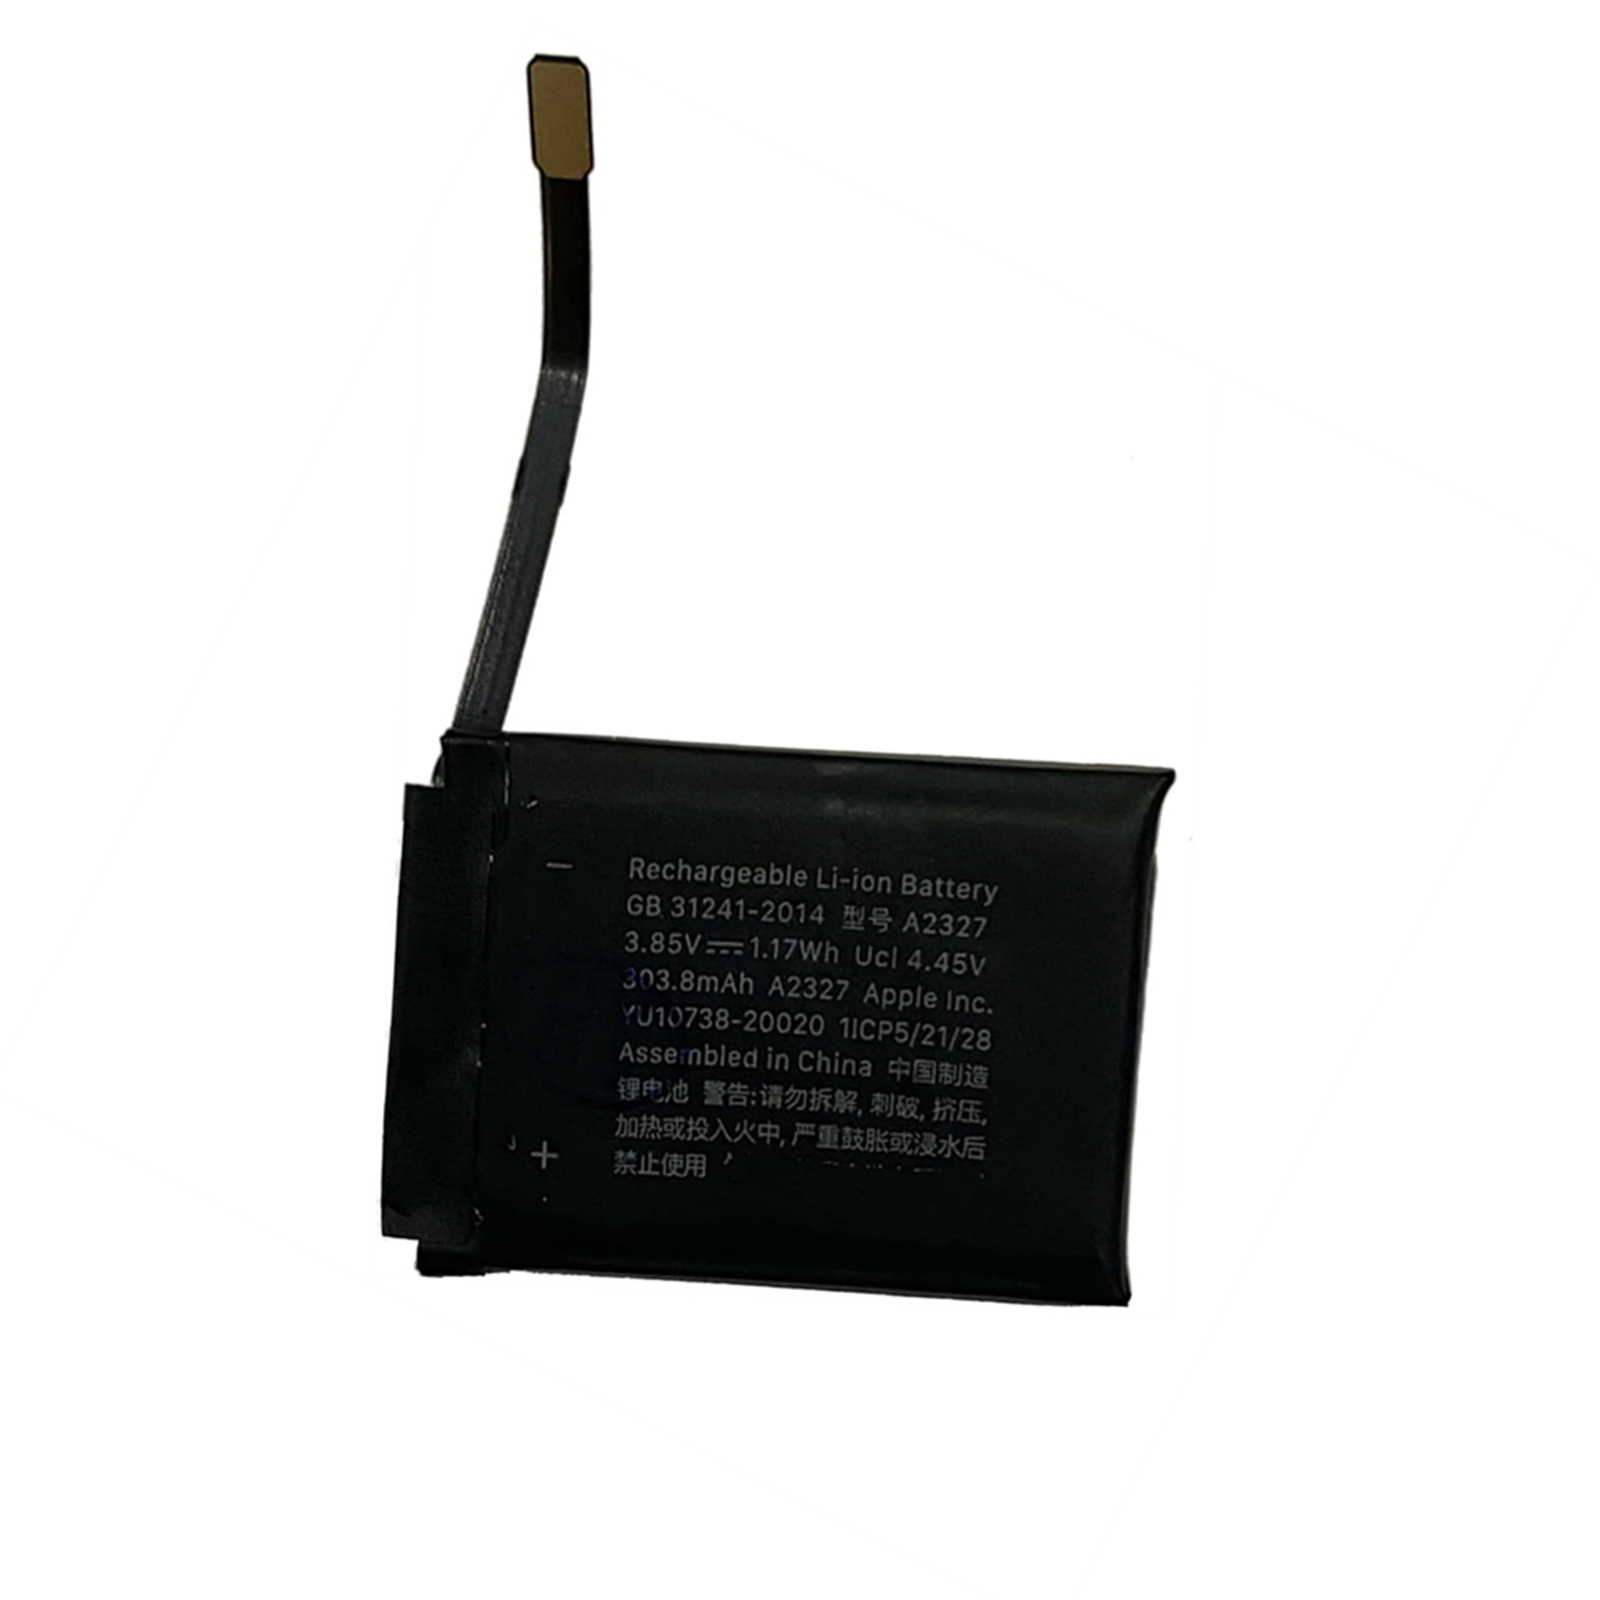 Rechargeable Li-ion Battery
GB 31241-2014 型号 A2327
3.85V⎓1.17Wh Ucl 4.45V
303.8mAh A2327 Apple Inc.
YU10738-20020 1ICP5/21/28
Assembled in China 中国制造
锂电池 警告:请勿拆解, 刺破, 挤压,
加热或投入火中, 严重鼓胀或浸水后
禁止使用
−
+